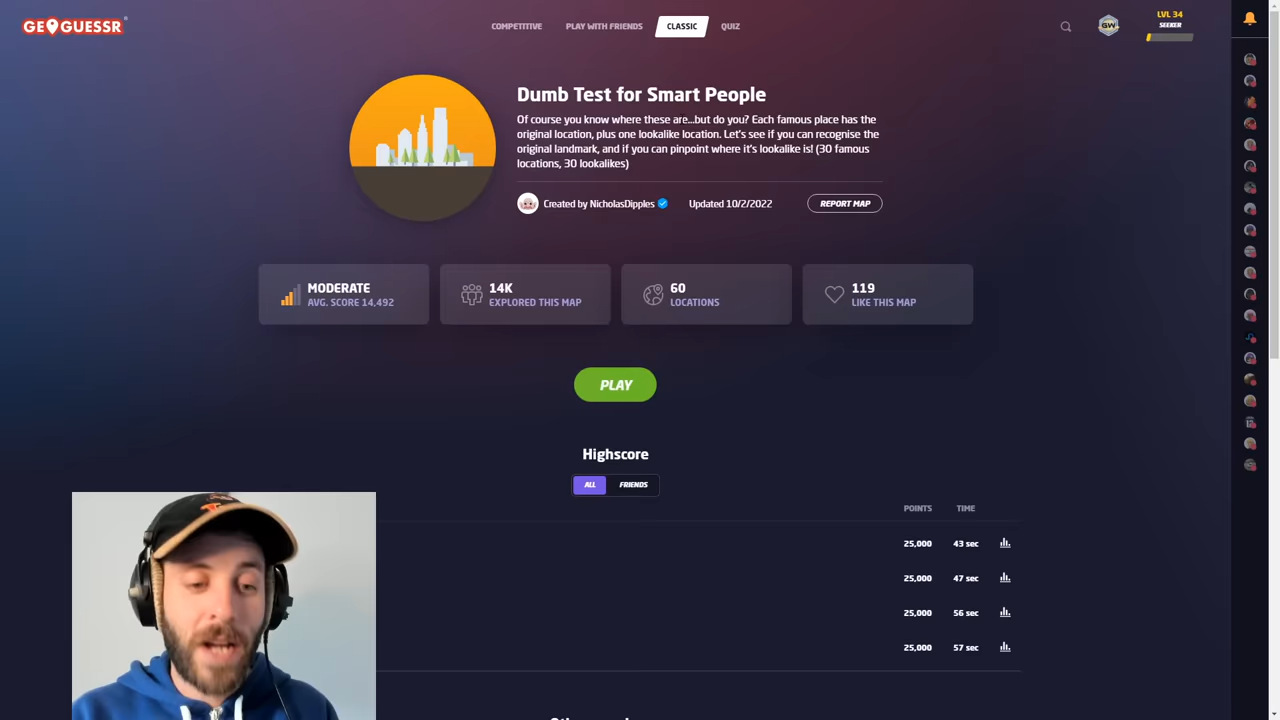 GEOGUESSR
COMPETITIVE
PLAY WITH FRIENDS
CLASSIC
QUIZ
GW
LVL 34
SEEKER
Dumb Test for Smart People
Of course you know where these are...but do you? Each famous place has the
original location, plus one lookalike location. Let's see if you can recognise the
original landmark, and if you can pinpoint where it's lookalike is! (30 famous
locations, 30 lookalikes)
Created by NicholasDipples
Updated 10/2/2022
REPORT MAP
MODERATE
AVG. SCORE 14,492
14K
EXPLORED THIS MAP
60
LOCATIONS
119
LIKE THIS MAP
PLAY
Highscore
ALL
FRIENDS
POINTS TIME
25,000 43 sec
25,000 47 sec
25,000 56 sec
25,000 57 sec